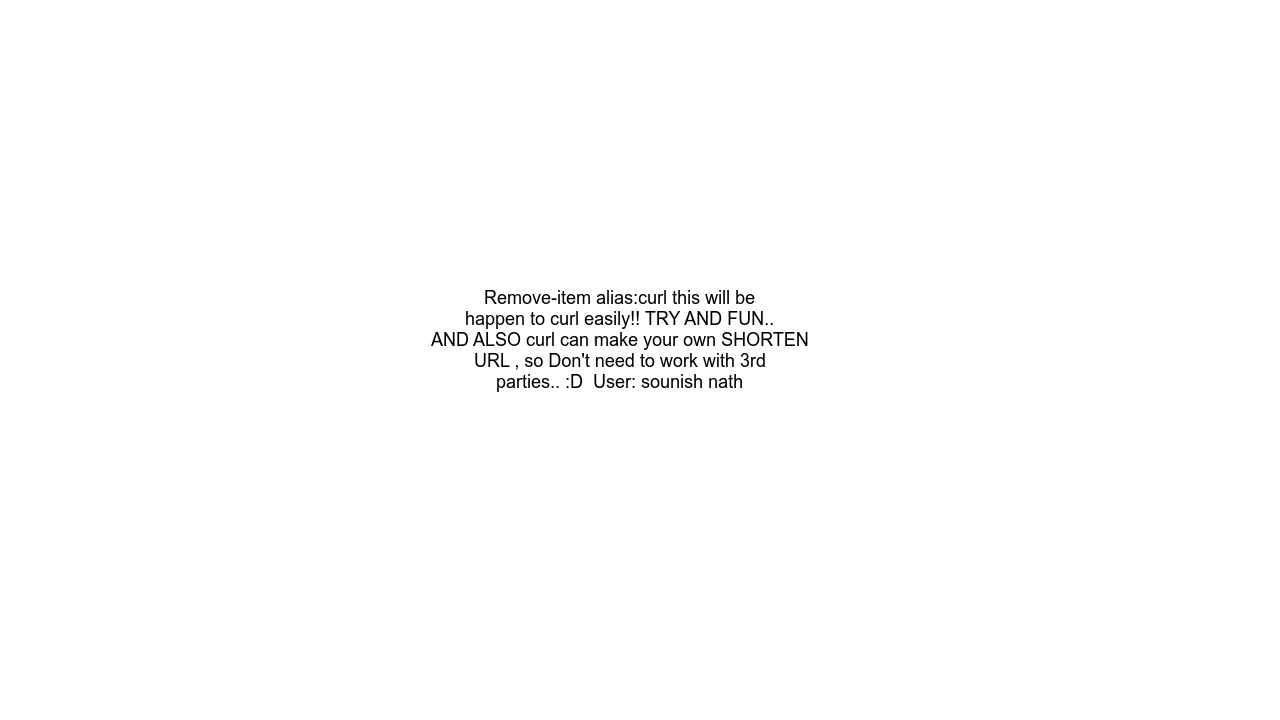 Remove-item alias:curl this will be
happen to curl easily!! TRY AND FUN..
AND ALSO curl can make your own SHORTEN
URL , so Don't need to work with 3rd
parties.. :D  User: sounish nath